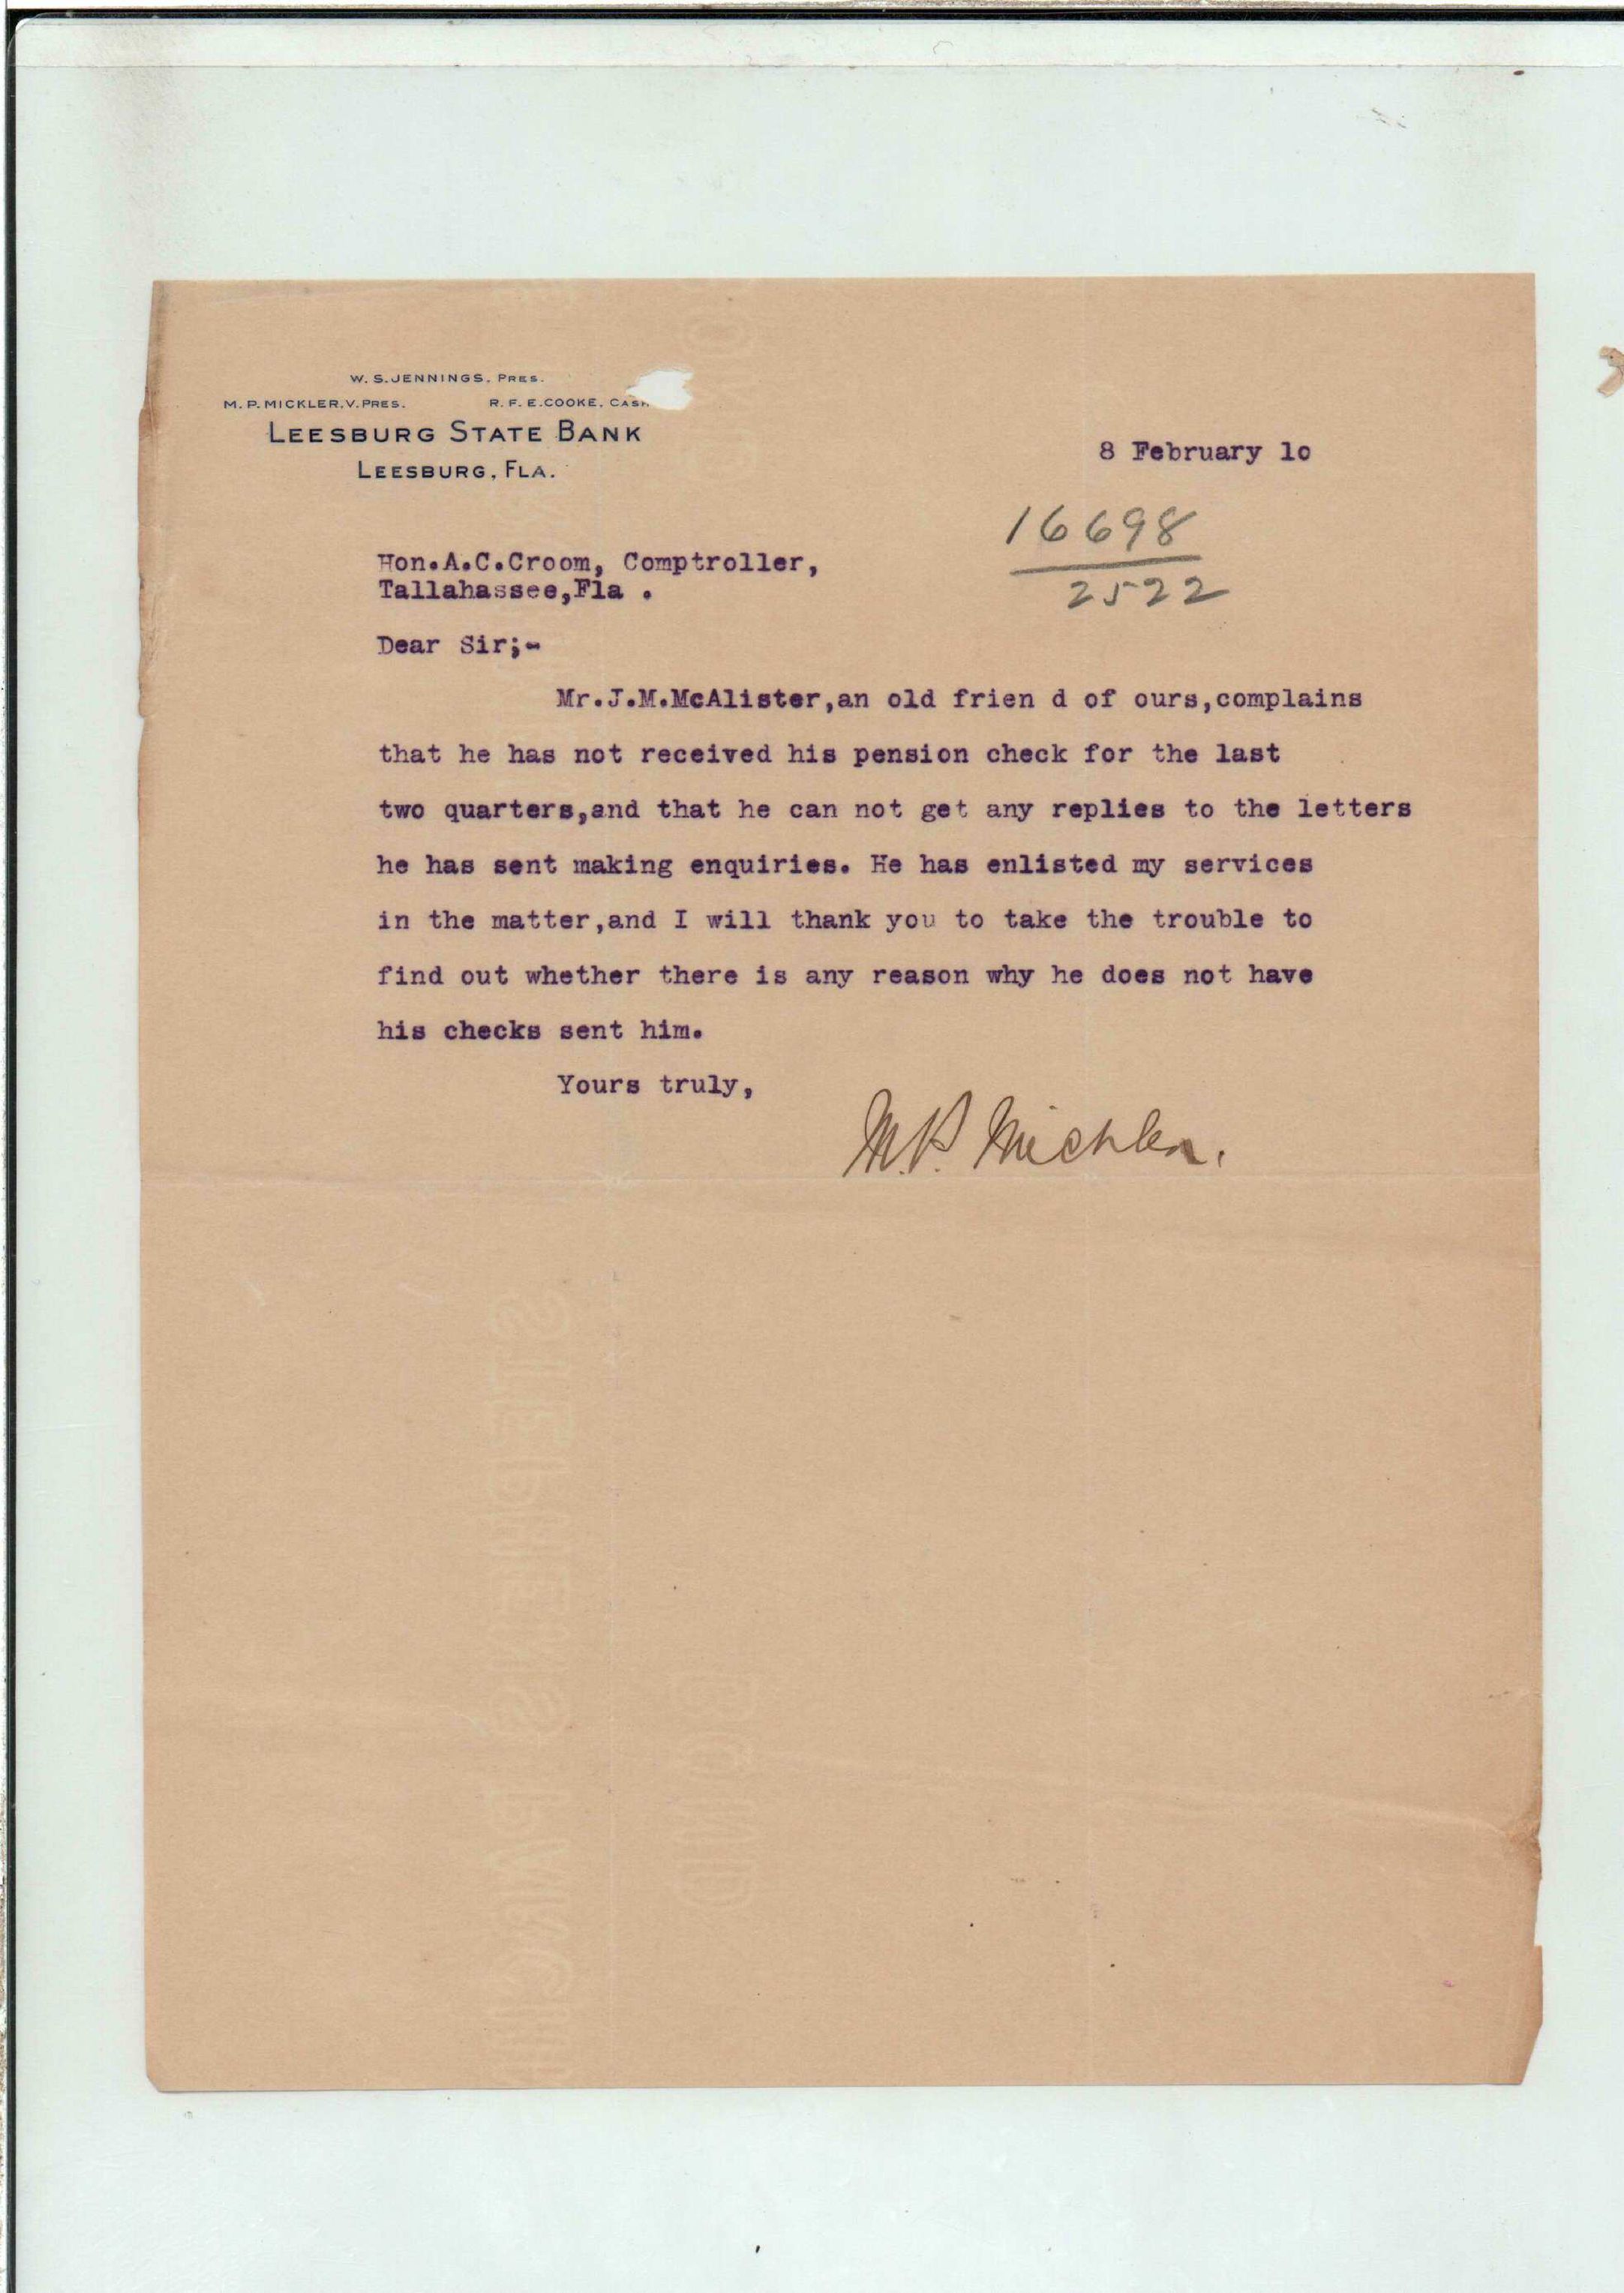 W. S. JENNINGS, PRES.
M. P. MICKLER, V. PRES. R. F. E. COOKE, CASH
LEESBURG STATE BANK
LEESBURG, FLA.
8 February 10
16698
2522
Hon.A.C.Croom, Comptroller,
Tallahassee,Fla .
Dear Sir;-
Mr.J.M.McAlister,an old frien d of ours,complains
that he has not received his pension check for the last
two quarters,and that he can not get any replies to the letters
he has sent making enquiries. He has enlisted my services
in the matter,and I will thank you to take the trouble to
find out whether there is any reason why he does not have
his checks sent him.
Yours truly,
M.P. Mickler.